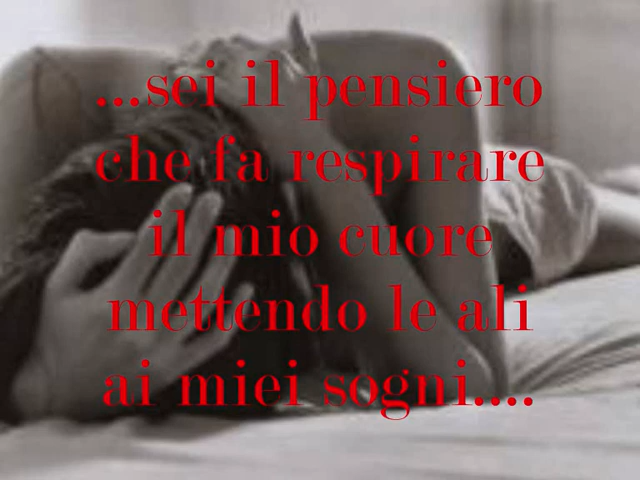 ...sei il pensiero
che fa respirare
il mio cuore
mettendo le ali
ai miei sogni....